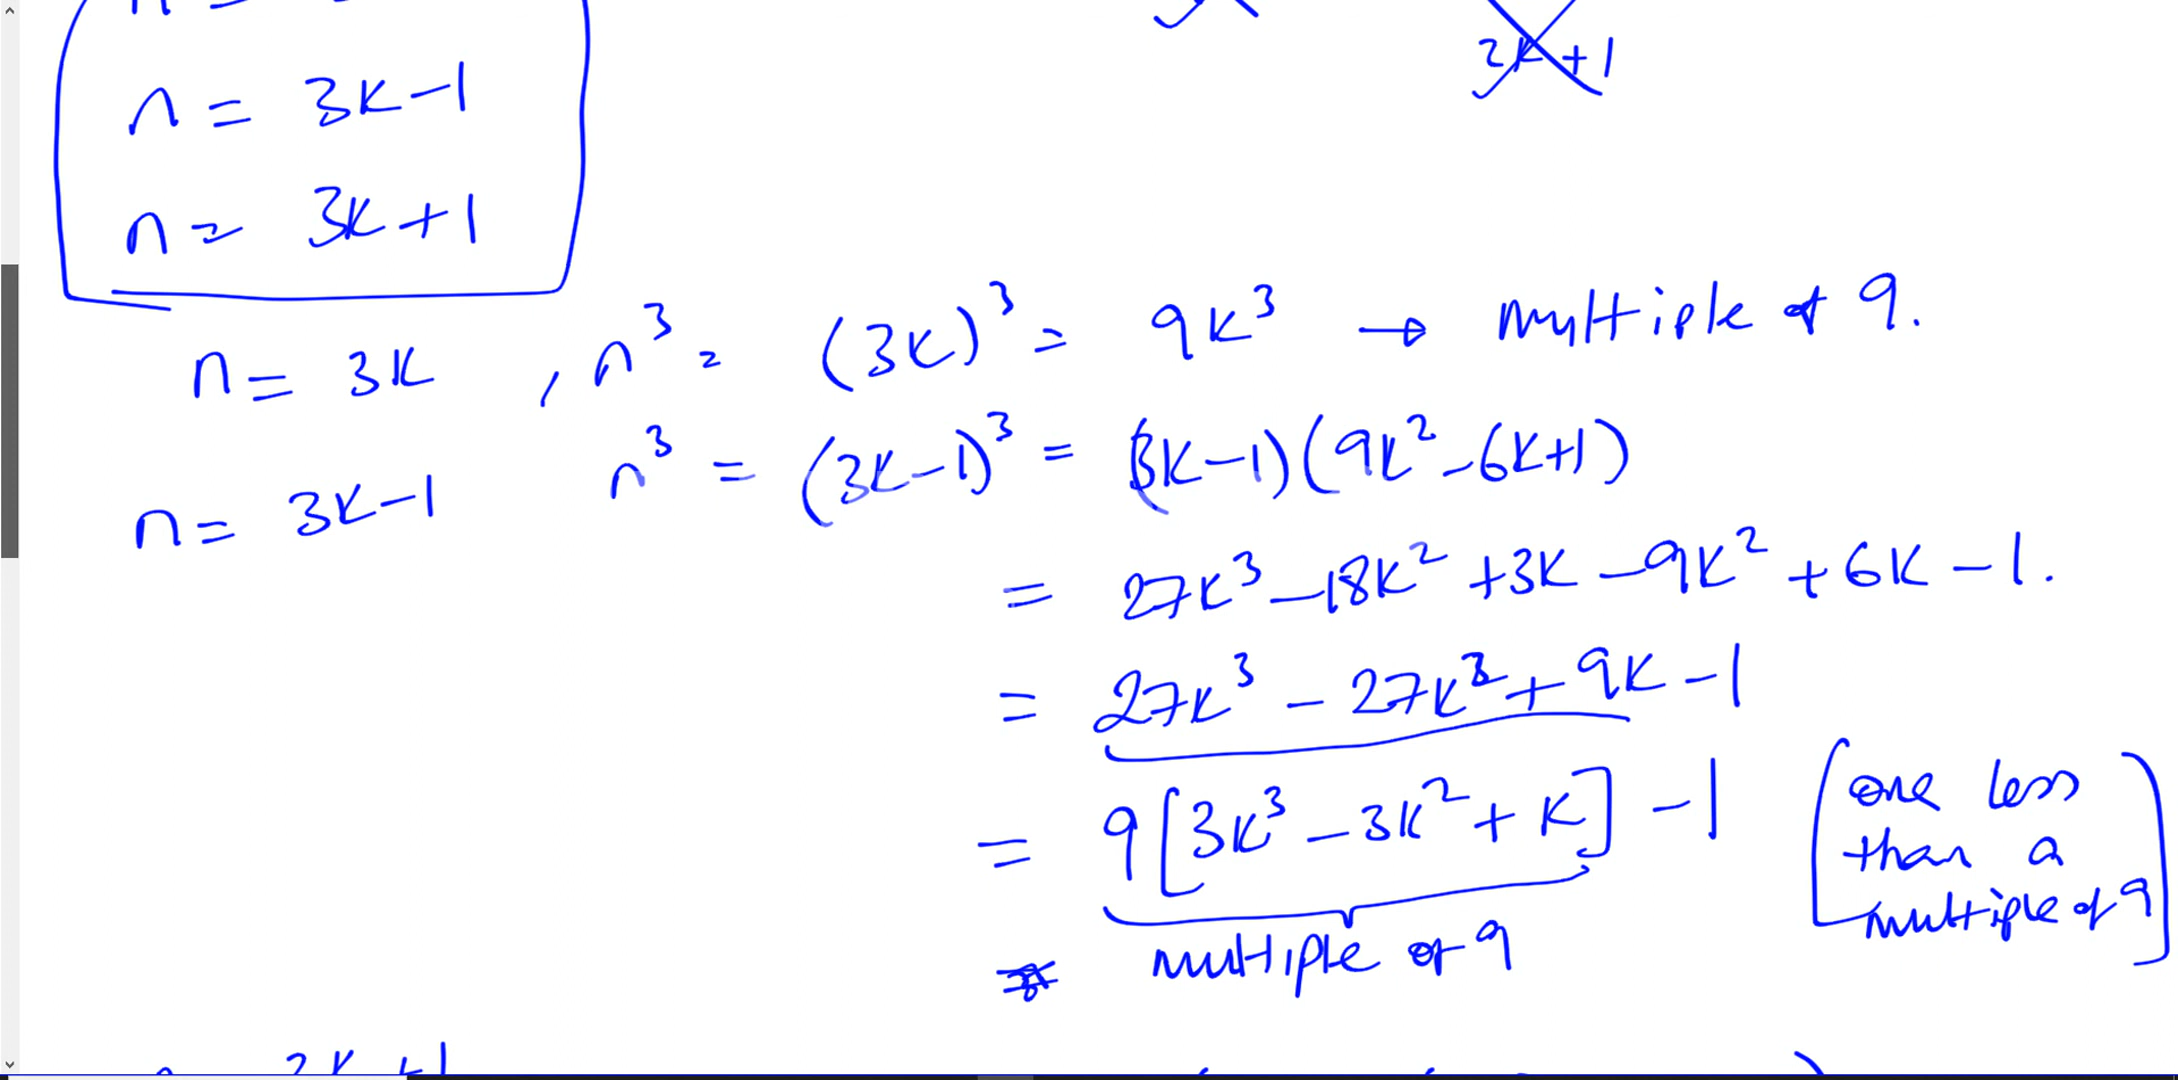 3k+1
n = 3k-1
n = 3k+1
n = 3k , n³ = (3k)³ = 9k³ → multiple of 9.
n = 3k-1 n³ = (3k-1)³ = (3k-1)(9k²-6k+1)
= 27k³-18k²+3k-9k²+6k-1.
= 27k³ - 27k²+9k-1
= 9[3k³-3k²+k]-1 (one less
than a
multiple of 9)
multiple of 9
3k+1